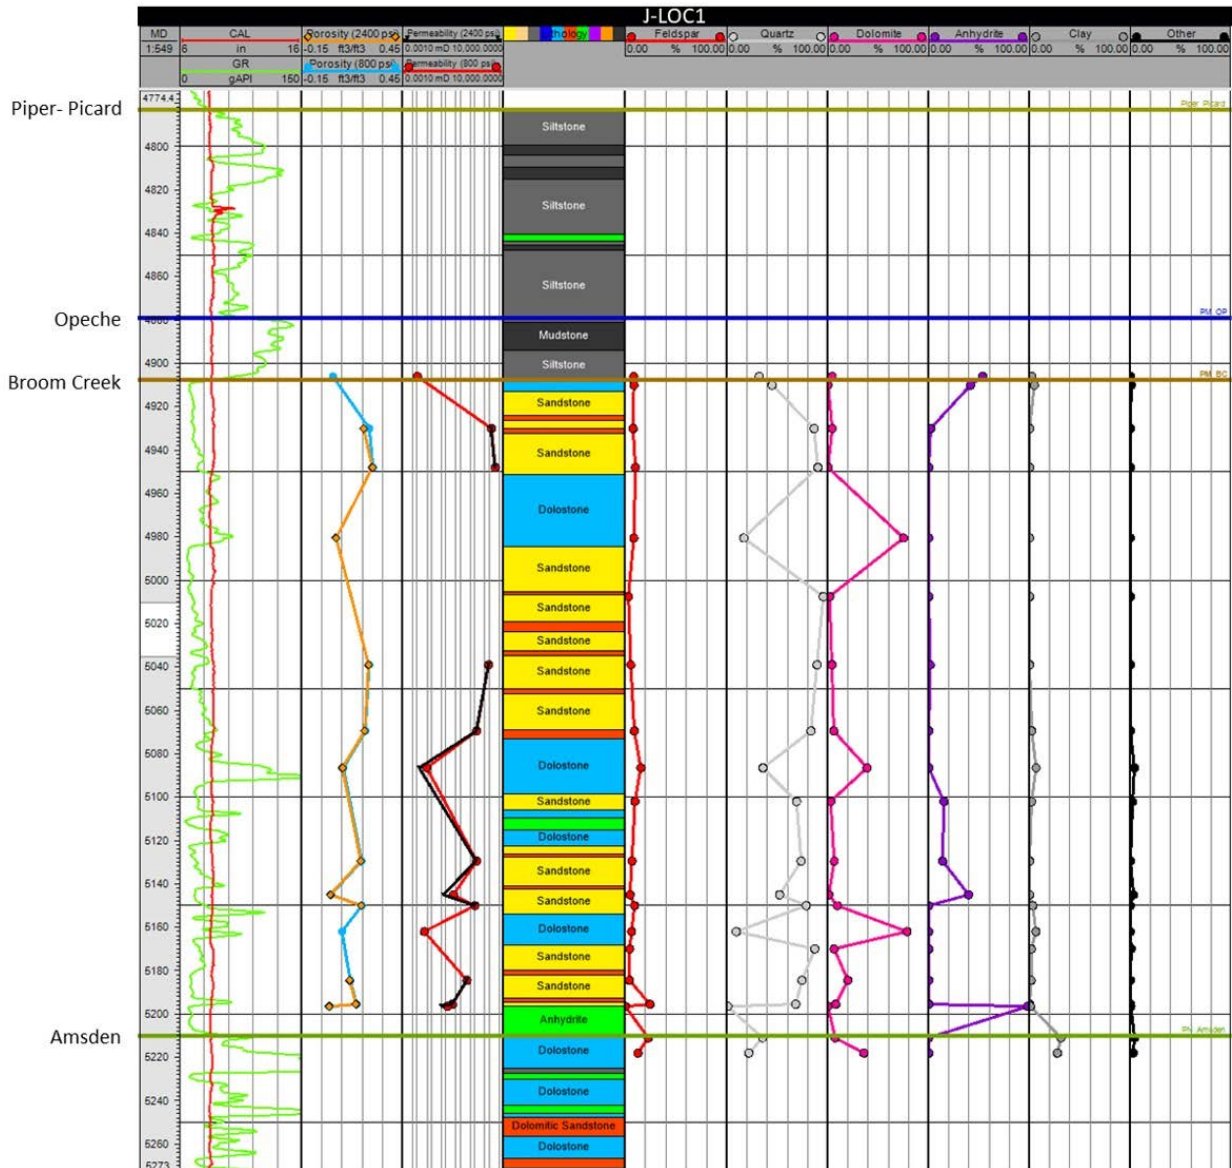 J-LOC1
MD CAL Porosity (2400 psi) Permeability (2400 psi) Lithology Feldspar Quartz Dolomite Anhydrite Clay Other
1:549 6 in 16 -0.15 ft3/ft3 0.45 0.0010 mD 10,000.0000 0.00 % 100.00 0.00 % 100.00 0.00 % 100.00 0.00 % 100.00 0.00 % 100.00 0.00 % 100.00
GR Porosity (800 psi) Permeability (800 psi)
0 gAPI 150 -0.15 ft3/ft3 0.45 0.0010 mD 10,000.0000
4774.4
Piper- Picard Piper_Picard
Siltstone
4800
4820
Siltstone
4840
4860
Siltstone
Opeche 4880 PM_OP
Mudstone
4900 Siltstone
Broom Creek PM_BC
4920 Sandstone
4940 Sandstone
4960
Dolostone
4980
Sandstone
5000
Sandstone
5020
Sandstone
5040 Sandstone
5060 Sandstone
5080
Dolostone
5100 Sandstone
5120 Dolostone
Sandstone
5140
Sandstone
5160 Dolostone
Sandstone
5180
Sandstone
5200 Anhydrite
Amsden
5220 Dolostone
5240 Dolostone
Dolomitic Sandstone
5260 Dolostone
5273